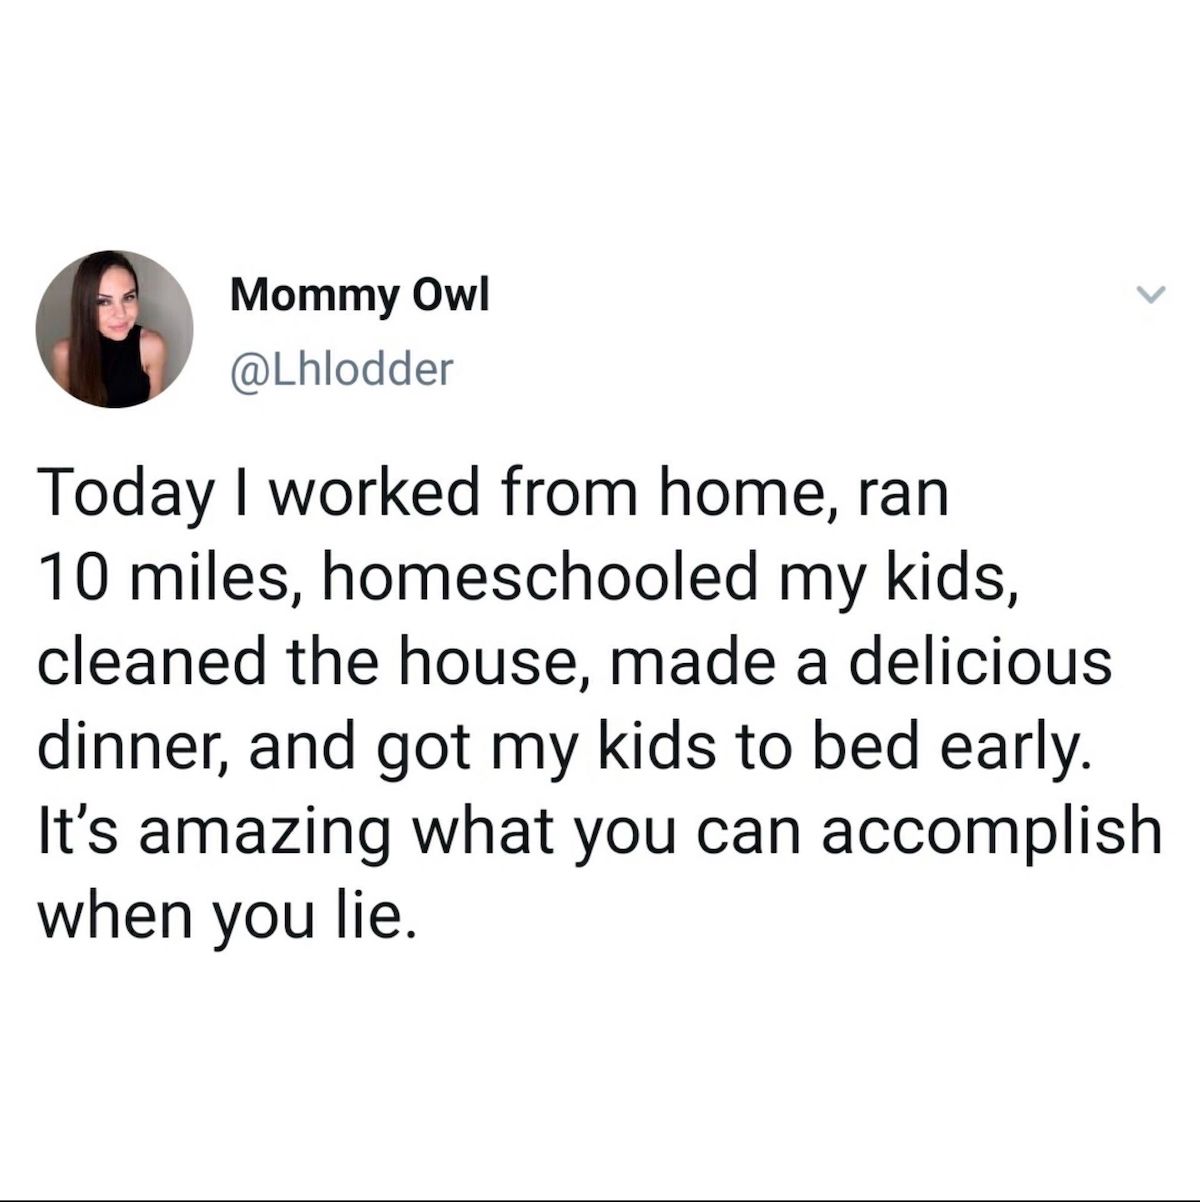 Mommy Owl
@Lhlodder
Today I worked from home, ran
10 miles, homeschooled my kids,
cleaned the house, made a delicious
dinner, and got my kids to bed early.
It’s amazing what you can accomplish
when you lie.